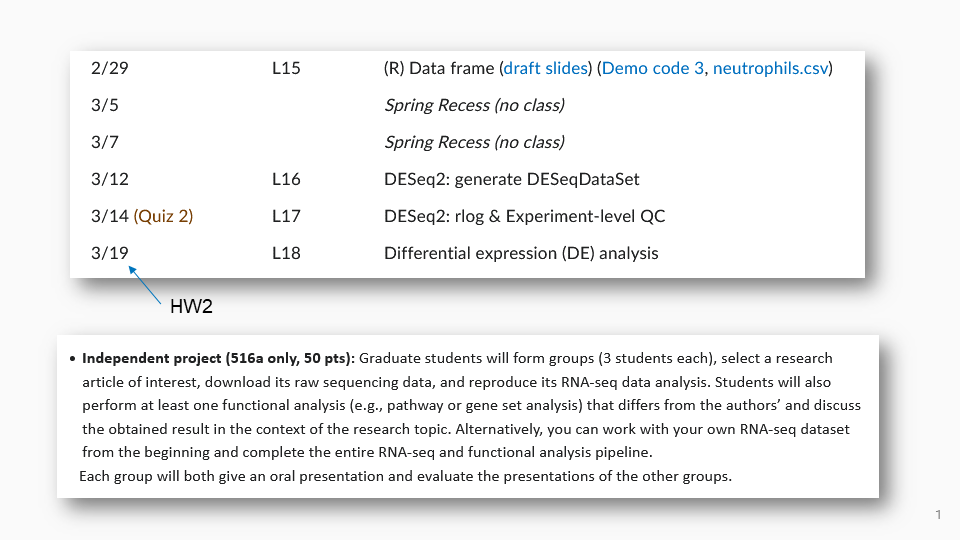 2/29 L15 (R) Data frame (draft slides) (Demo code 3, neutrophils.csv)
3/5 Spring Recess (no class)
3/7 Spring Recess (no class)
3/12 L16 DESeq2: generate DESeqDataSet
3/14 (Quiz 2) L17 DESeq2: rlog & Experiment-level QC
3/19 L18 Differential expression (DE) analysis
HW2
• Independent project (516a only, 50 pts): Graduate students will form groups (3 students each), select a research
article of interest, download its raw sequencing data, and reproduce its RNA-seq data analysis. Students will also
perform at least one functional analysis (e.g., pathway or gene set analysis) that differs from the authors’ and discuss
the obtained result in the context of the research topic. Alternatively, you can work with your own RNA-seq dataset
from the beginning and complete the entire RNA-seq and functional analysis pipeline.
Each group will both give an oral presentation and evaluate the presentations of the other groups.
1